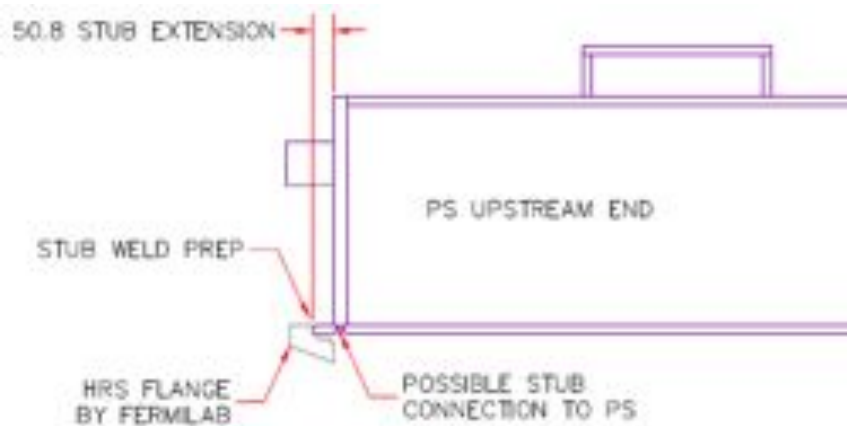 50.8 STUB EXTENSION
PS UPSTREAM END
STUB WELD PREP
HRS FLANGE
BY FERMILAB
POSSIBLE STUB
CONNECTION TO PS